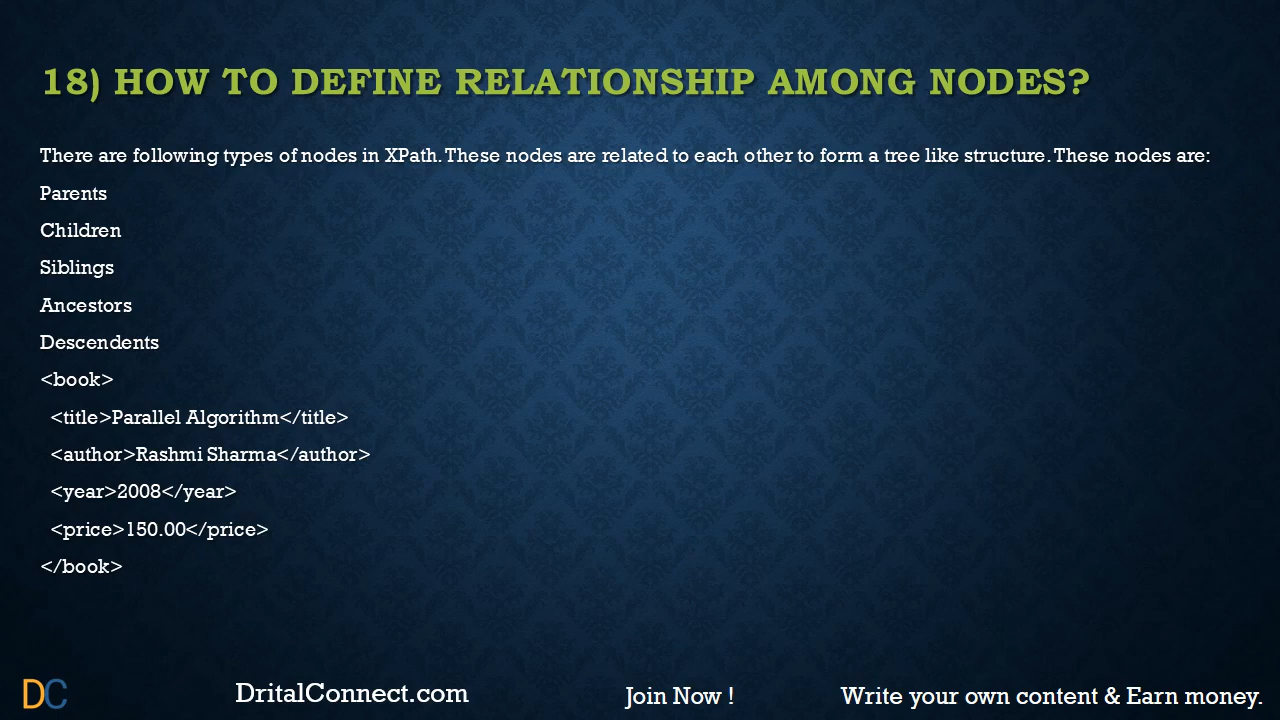 18) HOW TO DEFINE RELATIONSHIP AMONG NODES?
There are following types of nodes in XPath. These nodes are related to each other to form a tree like structure. These nodes are:
Parents
Children
Siblings
Ancestors
Descendents
<book>
<title>Parallel Algorithm</title>
<author>Rashmi Sharma</author>
<year>2008</year>
<price>150.00</price>
</book>
DC
DritalConnect.com
Join Now !
Write your own content & Earn money.